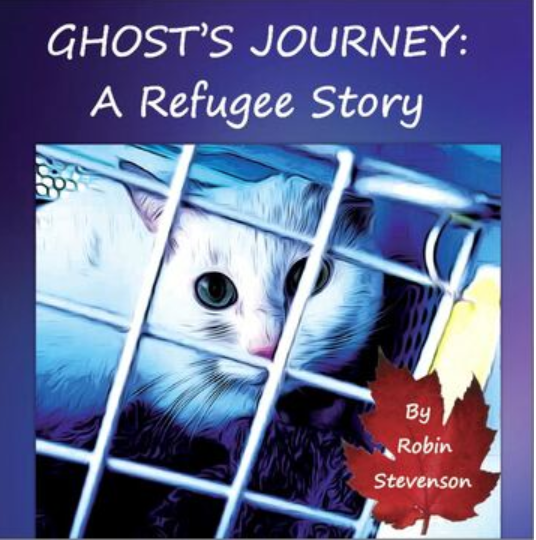 GHOST'S JOURNEY:
A Refugee Story
By
Robin
Stevenson